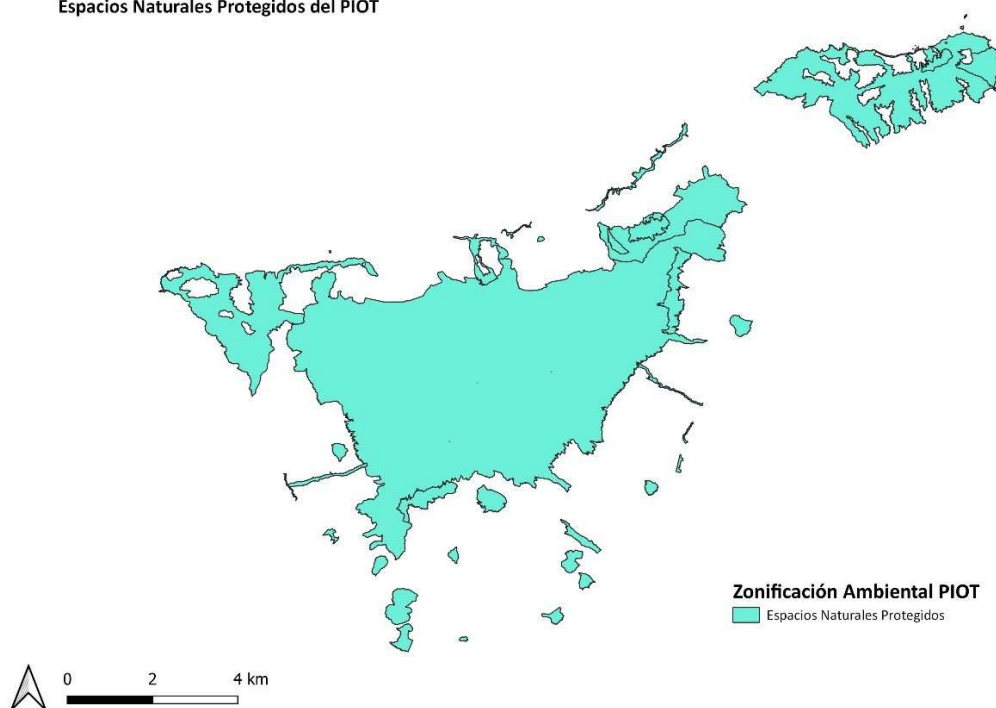 Espacios Naturales Protegidos del PIOT
Zonificación Ambiental PIOT
Espacios Naturales Protegidos
0 2 4 km